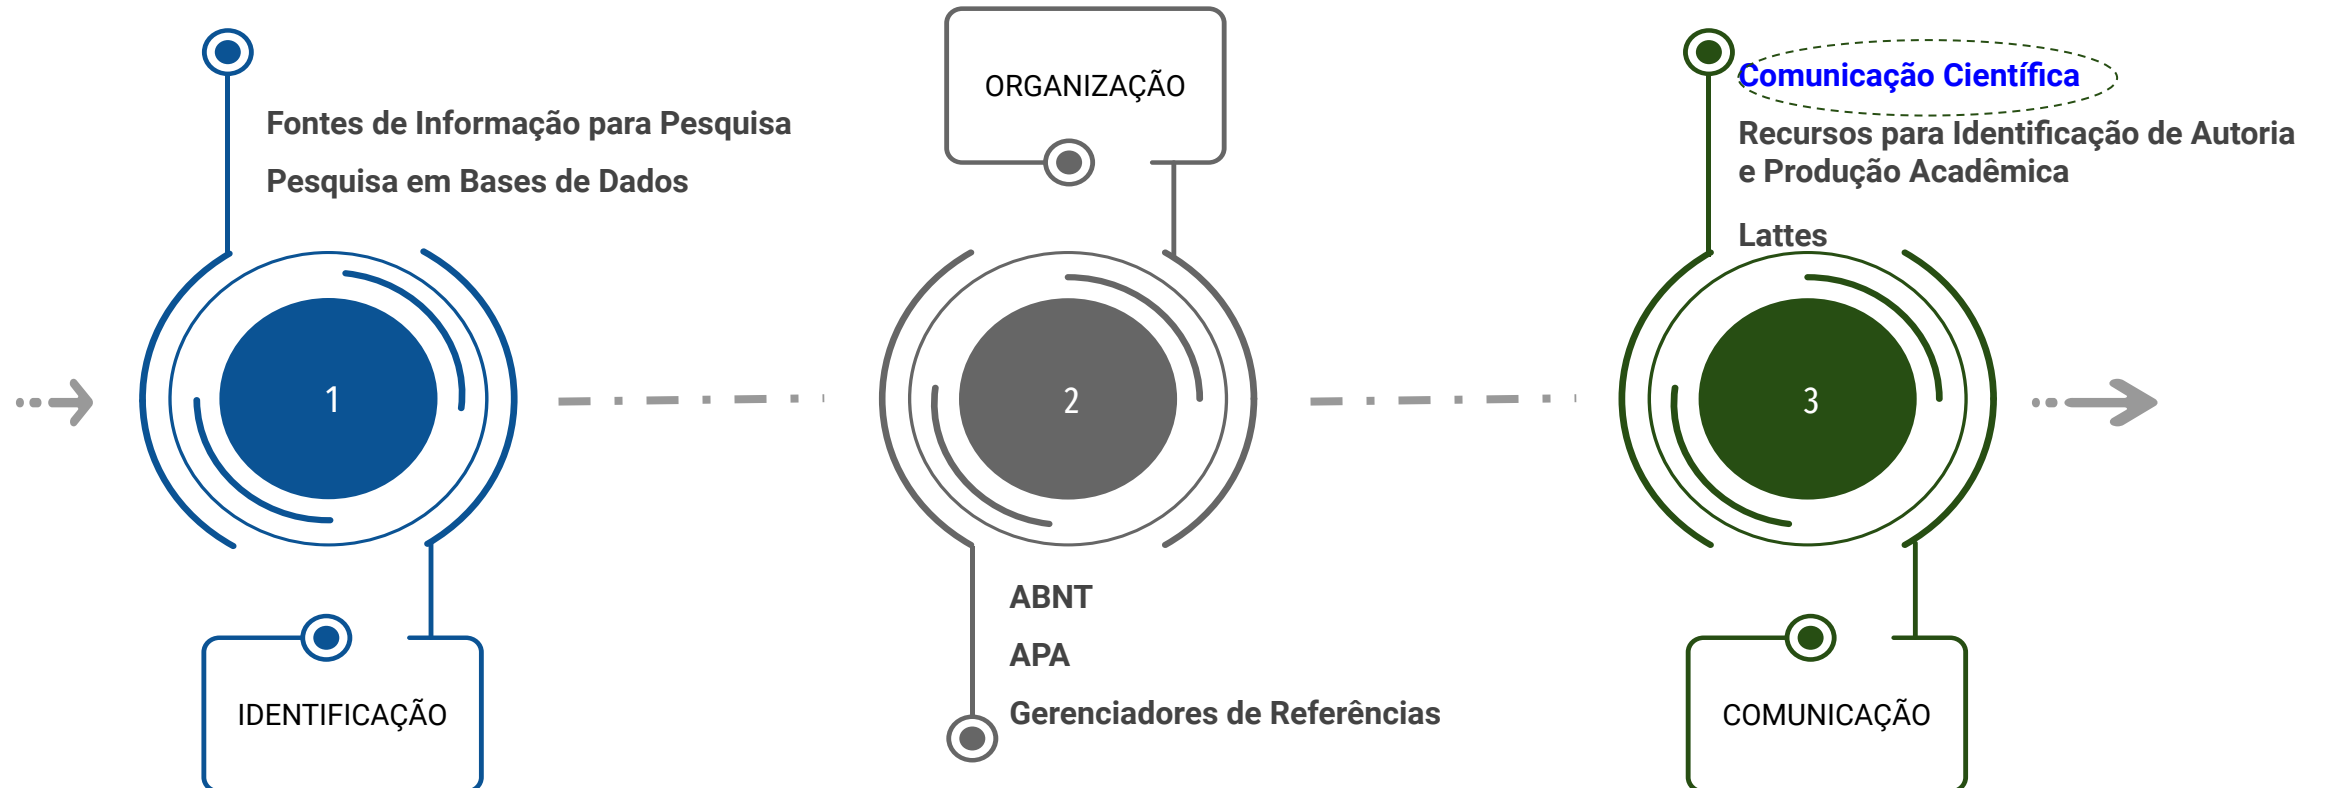 Fontes de Informação para Pesquisa
Pesquisa em Bases de Dados
1
IDENTIFICAÇÃO
ORGANIZAÇÃO
2
ABNT
APA
Gerenciadores de Referências
Comunicação Científica
Recursos para Identificação de Autoria
e Produção Acadêmica
Lattes
3
COMUNICAÇÃO